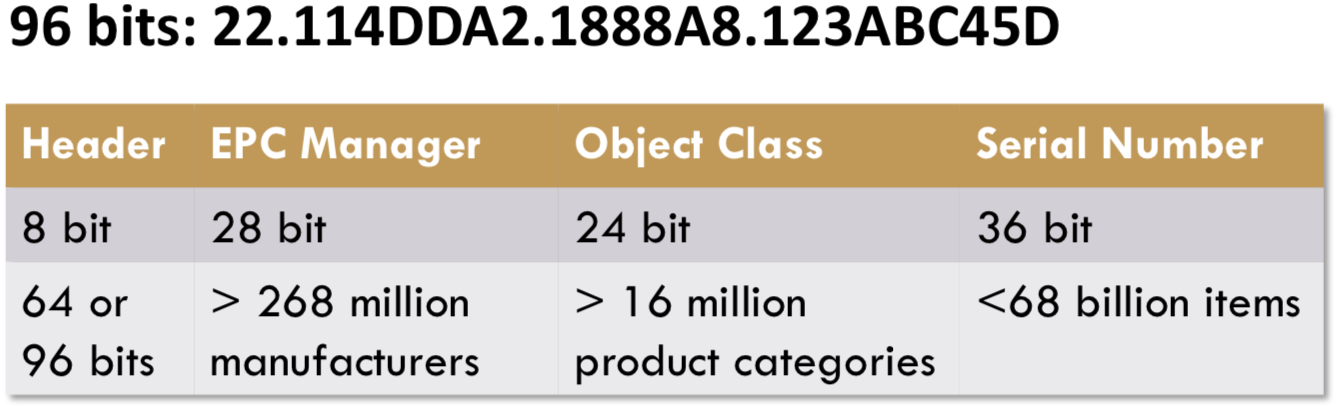 96 bits: 22.114DDA2.1888A8.123ABC45D
Header EPC Manager Object Class Serial Number
8 bit 28 bit 24 bit 36 bit
64 or > 268 million > 16 million <68 billion items
96 bits manufacturers product categories